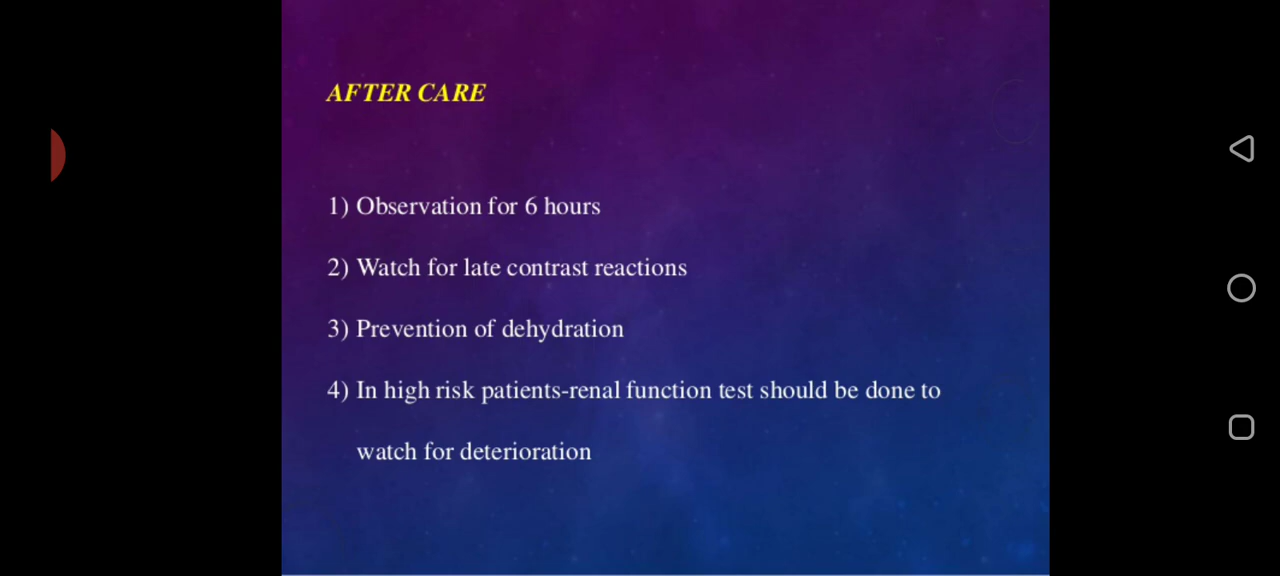 AFTER CARE
1) Observation for 6 hours
2) Watch for late contrast reactions
3) Prevention of dehydration
4) In high risk patients-renal function test should be done to
watch for deterioration